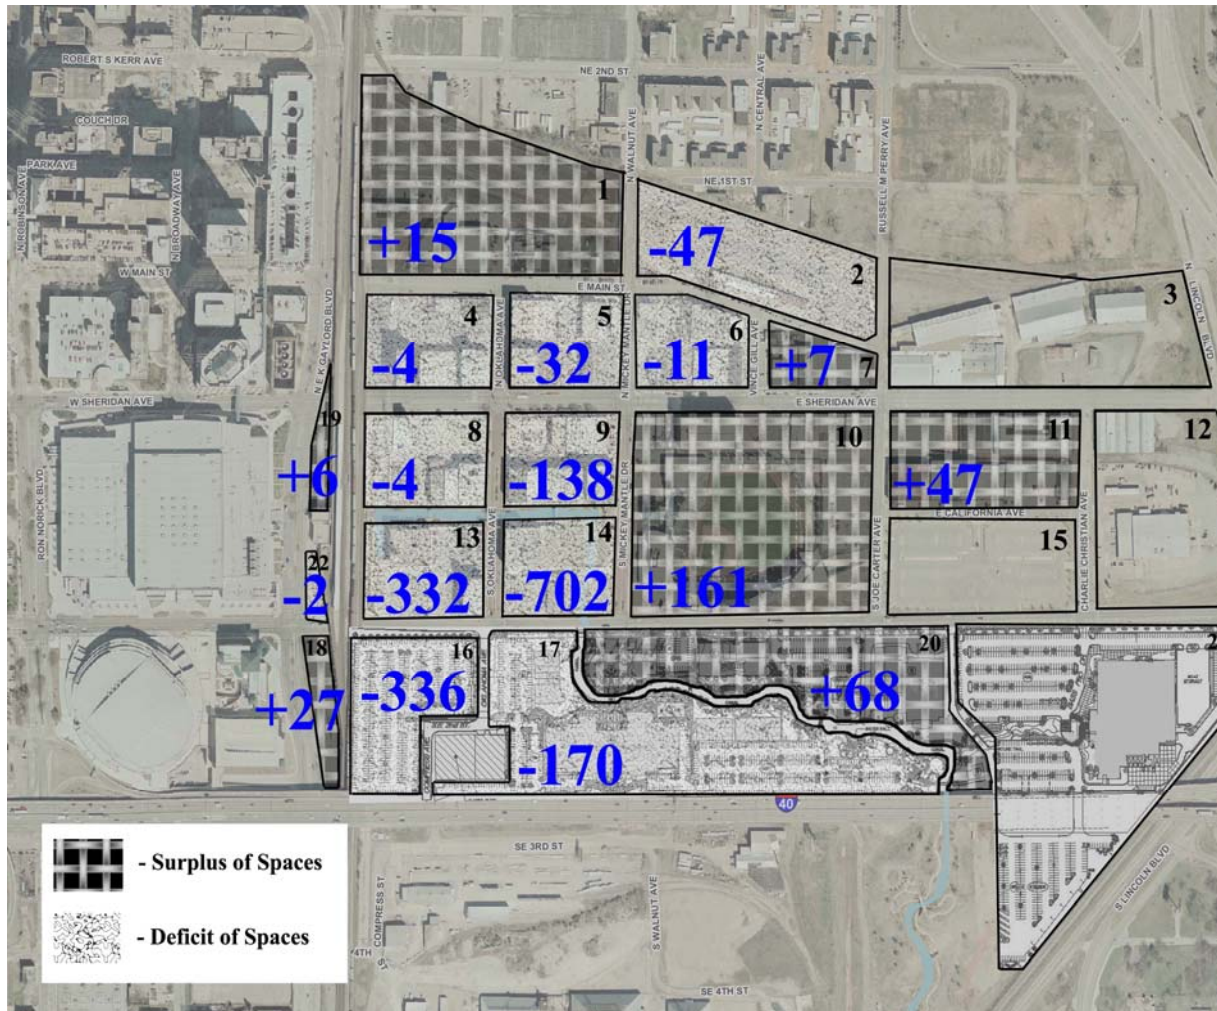 ROBERT S KERR AVE
NE 2ND ST
N CENTRAL AVE
COUCH DR
N WALNUT AVE
RUSSELL M PERRY AVE
PARK AVE
N ROBINSON AVE
N BROADWAY AVE
NE 1ST ST
1
+15
-47
2
W MAIN ST
E MAIN ST
3
N LINCOLN BLVD
N E K GAYLORD BLVD
4
-4
N OKLAHOMA AVE
5
-32
N MICKEY MANTLE DR
6
-11
VINCE GILL AVE
+7
7
W SHERIDAN AVE
E SHERIDAN AVE
19
+6
8
-4
9
-138
10
+161
11
+47
12
RON NORICK BLVD
S OKLAHOMA AVE
S MICKEY MANTLE DR
E CALIFORNIA AVE
13
-332
14
-702
S JOE CARTER AVE
15
CHARLIE CHRISTIAN AVE
22
-2
18
+27
16
-336
17
-170
20
+68
2
40
- Surplus of Spaces
- Deficit of Spaces
SE 3RD ST
S COMPRESS ST
S WALNUT AVE
S LINCOLN BLVD
4TH
SE 4TH ST